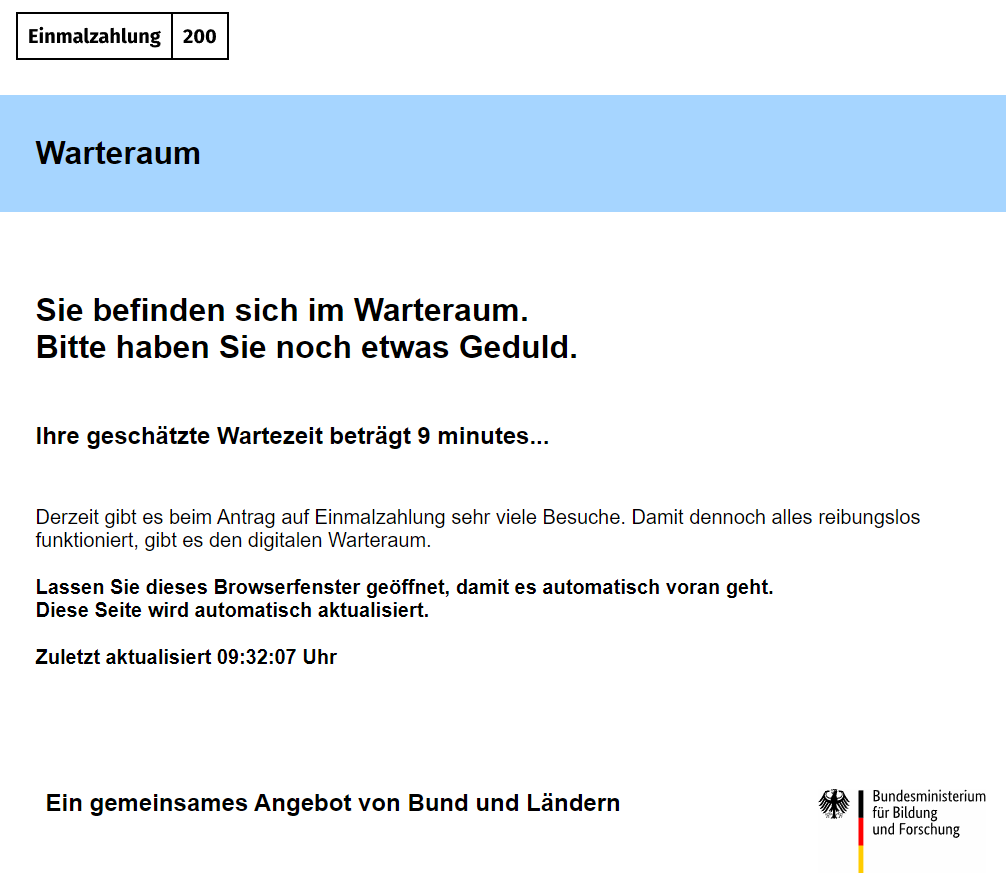 Einmalzahlung 200
Warteraum
Sie befinden sich im Warteraum.
Bitte haben Sie noch etwas Geduld.
Ihre geschätzte Wartezeit beträgt 9 minutes...
Derzeit gibt es beim Antrag auf Einmalzahlung sehr viele Besuche. Damit dennoch alles reibungslos
funktioniert, gibt es den digitalen Warteraum.
Lassen Sie dieses Browserfenster geöffnet, damit es automatisch voran geht.
Diese Seite wird automatisch aktualisiert.
Zuletzt aktualisiert 09:32:07 Uhr
Ein gemeinsames Angebot von Bund und Ländern
Bundesministerium
für Bildung
und Forschung